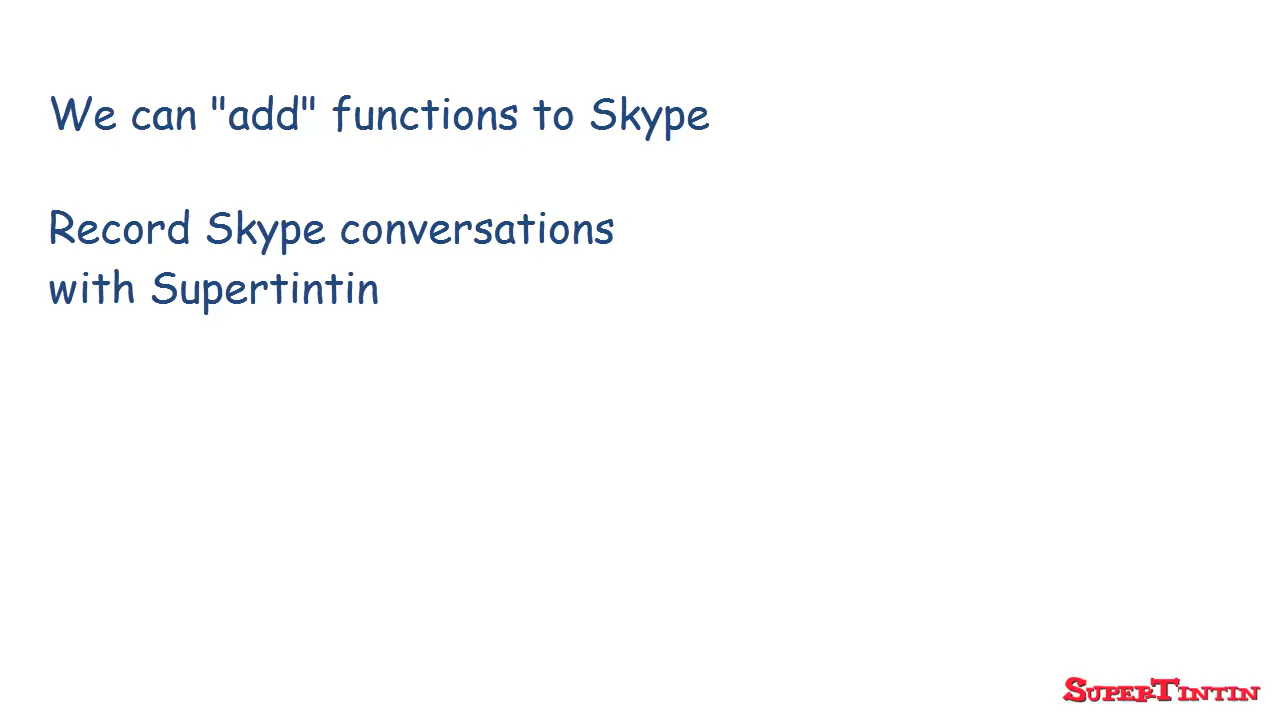 We can "add" functions to Skype
Record Skype conversations
with Supertintin
SUPERTINTIN